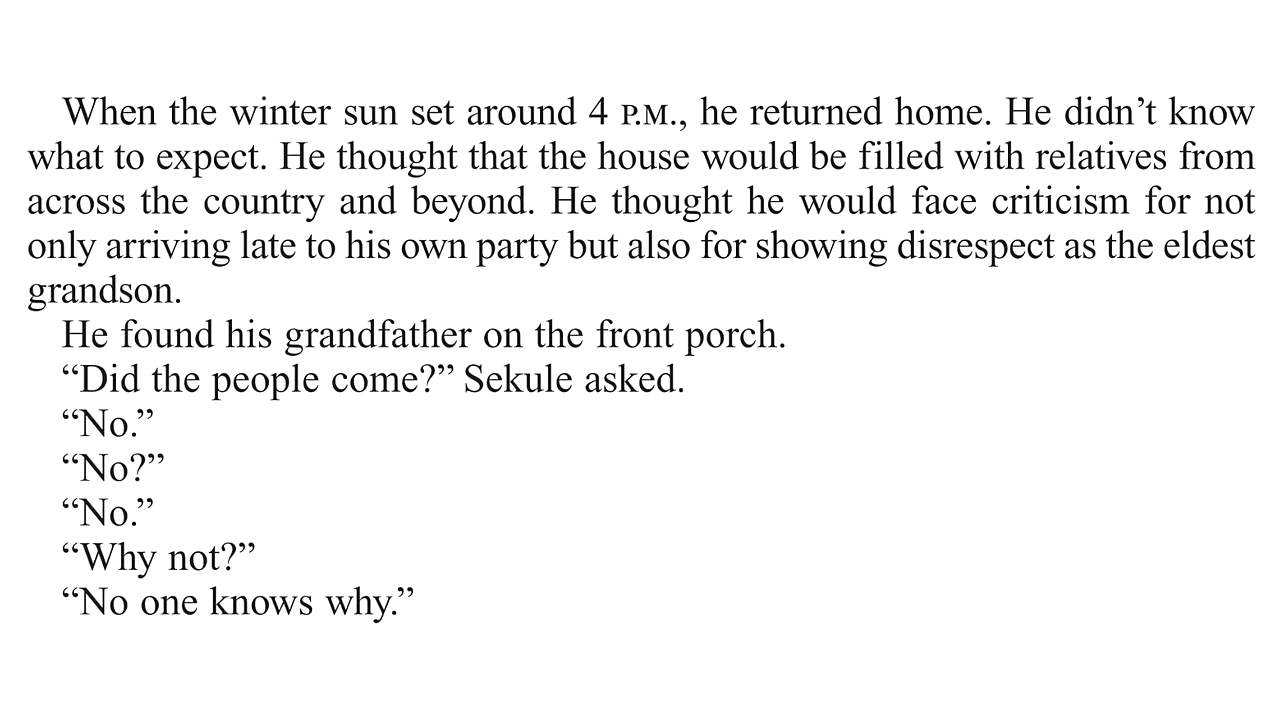 When the winter sun set around 4 P.M., he returned home. He didn’t know
what to expect. He thought that the house would be filled with relatives from
across the country and beyond. He thought he would face criticism for not
only arriving late to his own party but also for showing disrespect as the eldest
grandson.
He found his grandfather on the front porch.
“Did the people come?” Sekule asked.
“No.”
“No?”
“No.”
“Why not?”
“No one knows why.”